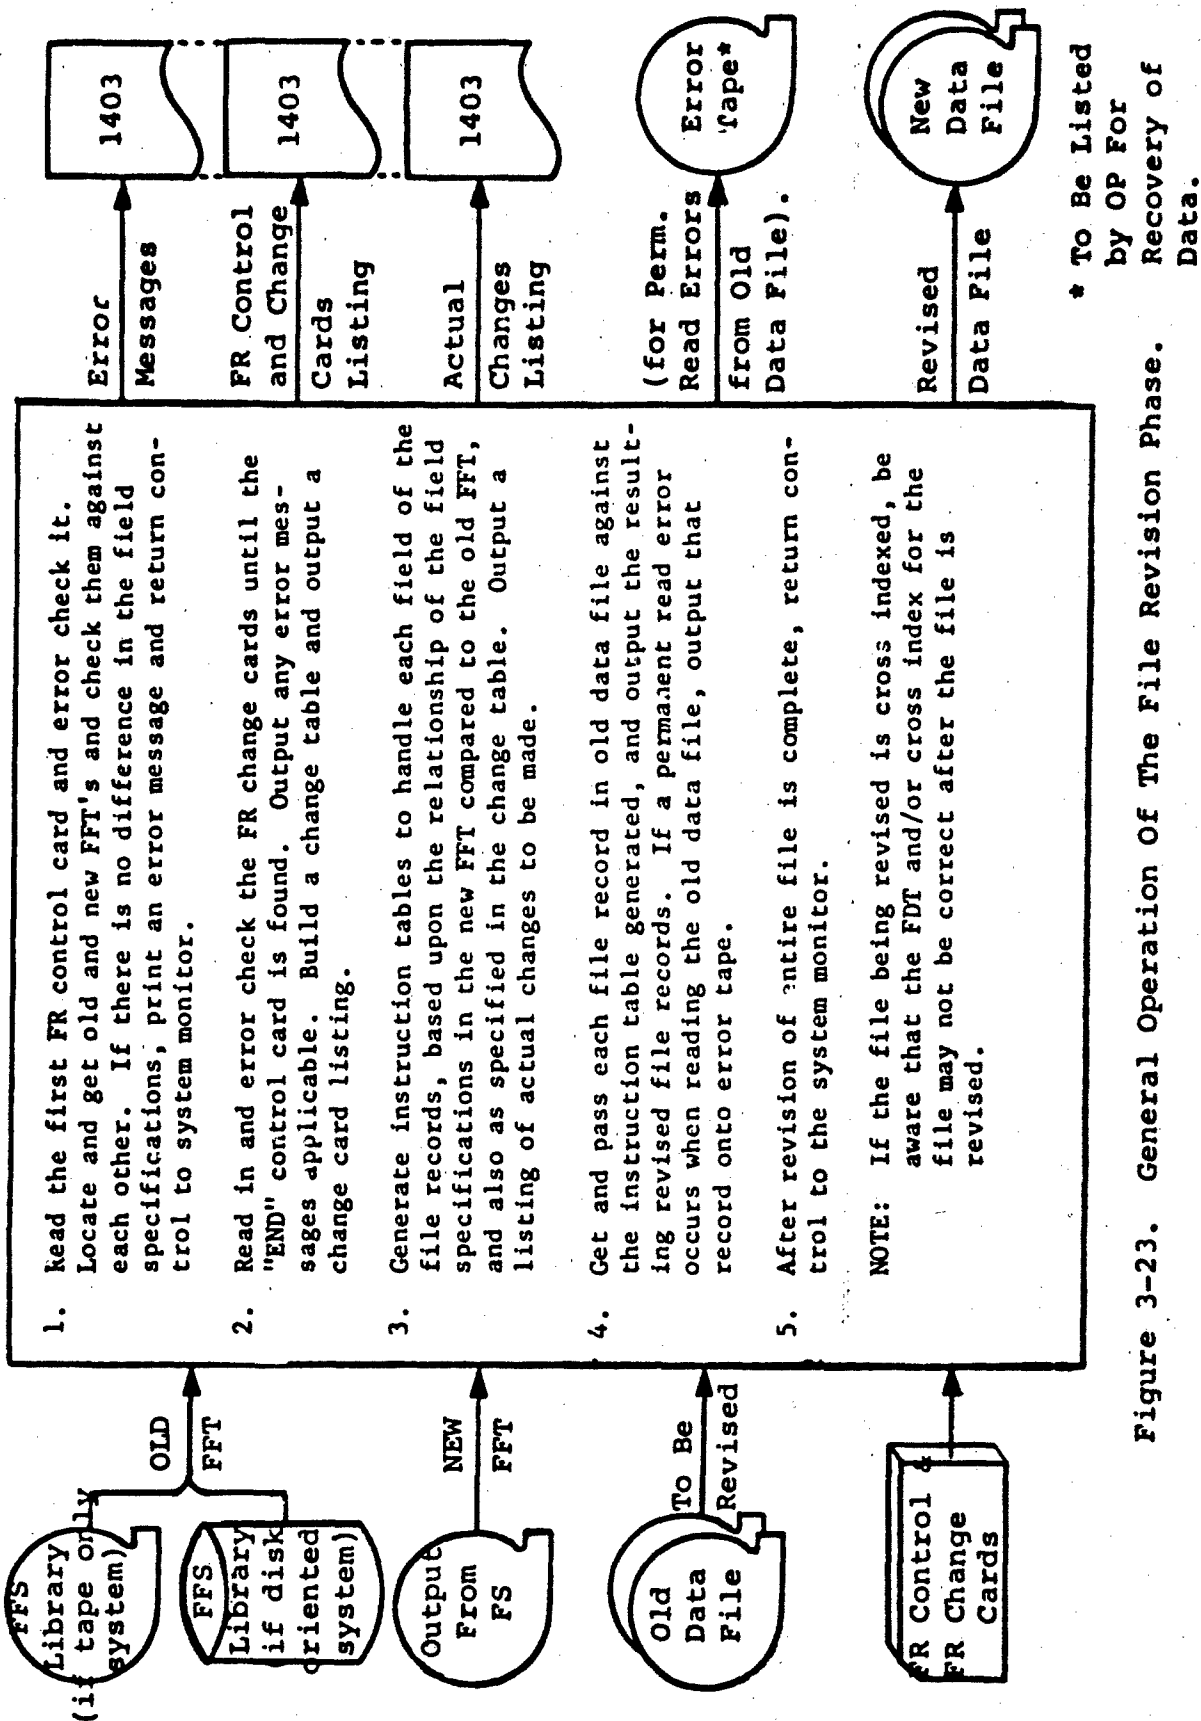 FFS
Library
(if tape only
system)
FFS
Library
(if disk
oriented
system)
OLD
FFT
Output
From
FS
NEW
FFT
Old
Data
File
To Be
Revised
FR Control &
FR Change
Cards
1. Read the first FR control card and error check it.
Locate and get old and new FFT's and check them against
each other. If there is no difference in the field
specifications, print an error message and return con-
trol to system monitor.
2. Read in and error check the FR change cards until the
"END" control card is found. Output any error mes-
sages applicable. Build a change table and output a
change card listing.
3. Generate instruction tables to handle each field of the
file records, based upon the relationship of the field
specifications in the new FFT compared to the old FFT,
and also as specified in the change table. Output a
listing of actual changes to be made.
4. Get and pass each file record in old data file against
the instruction table generated, and output the result-
ing revised file records. If a permanent read error
occurs when reading the old data file, output that
record onto error tape.
5. After revision of entire file is complete, return con-
trol to the system monitor.
NOTE: If the file being revised is cross indexed, be
aware that the FDT and/or cross index for the
file may not be correct after the file is
revised.
Error
Messages
1403
FR Control
and Change
Cards
Listing
1403
Actual
Changes
Listing
1403
(for Perm.
Read Errors
from Old
Data File).
Error
Tape*
Revised
Data File
New
Data
File
* To Be Listed
by OP For
Recovery of
Data.
Figure 3-23. General Operation Of The File Revision Phase.